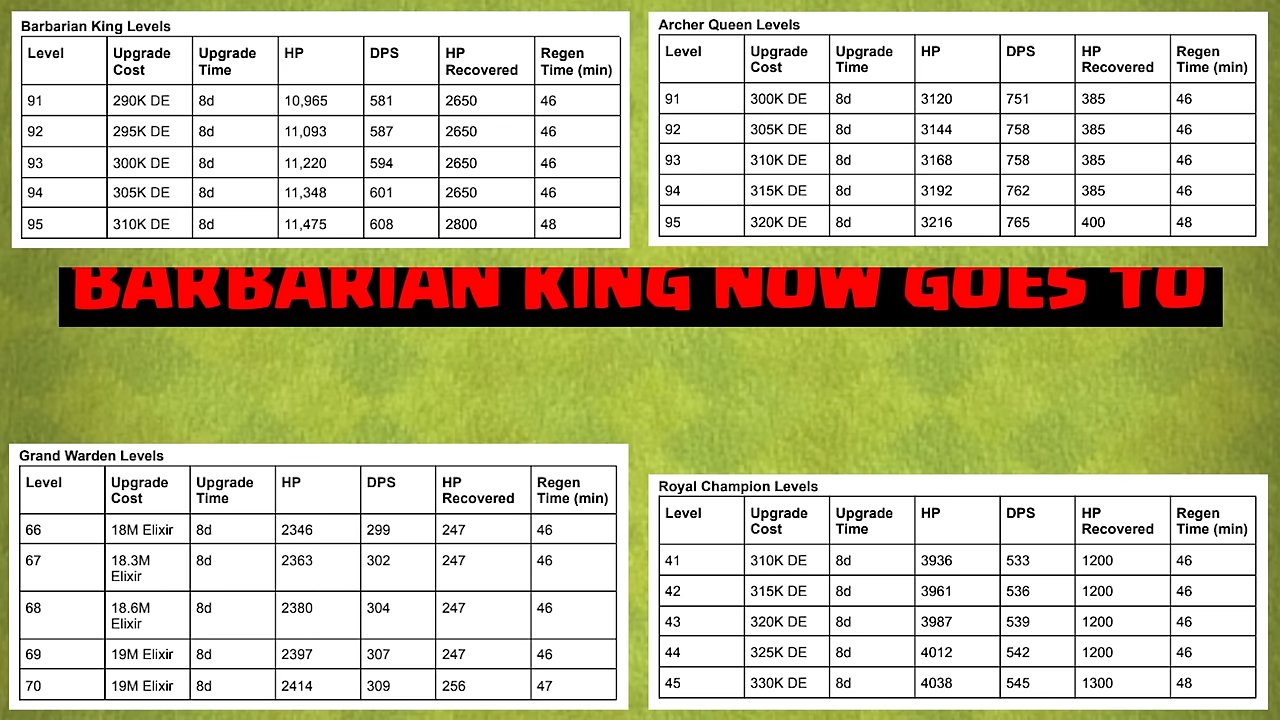 Barbarian King Levels
Level Upgrade Cost Upgrade Time HP DPS HP Recovered Regen Time (min)
91 290K DE 8d 10,965 581 2650 46
92 295K DE 8d 11,093 587 2650 46
93 300K DE 8d 11,220 594 2650 46
94 305K DE 8d 11,348 601 2650 46
95 310K DE 8d 11,475 608 2800 48
Archer Queen Levels
Level Upgrade Cost Upgrade Time HP DPS HP Recovered Regen Time (min)
91 300K DE 8d 3120 751 385 46
92 305K DE 8d 3144 758 385 46
93 310K DE 8d 3168 758 385 46
94 315K DE 8d 3192 762 385 46
95 320K DE 8d 3216 765 400 48
BARBARIAN KING NOW GOES TO
Grand Warden Levels
Level Upgrade Cost Upgrade Time HP DPS HP Recovered Regen Time (min)
66 18M Elixir 8d 2346 299 247 46
67 18.3M Elixir 8d 2363 302 247 46
68 18.6M Elixir 8d 2380 304 247 46
69 19M Elixir 8d 2397 307 247 46
70 19M Elixir 8d 2414 309 256 47
Royal Champion Levels
Level Upgrade Cost Upgrade Time HP DPS HP Recovered Regen Time (min)
41 310K DE 8d 3936 533 1200 46
42 315K DE 8d 3961 536 1200 46
43 320K DE 8d 3987 539 1200 46
44 325K DE 8d 4012 542 1200 46
45 330K DE 8d 4038 545 1300 48